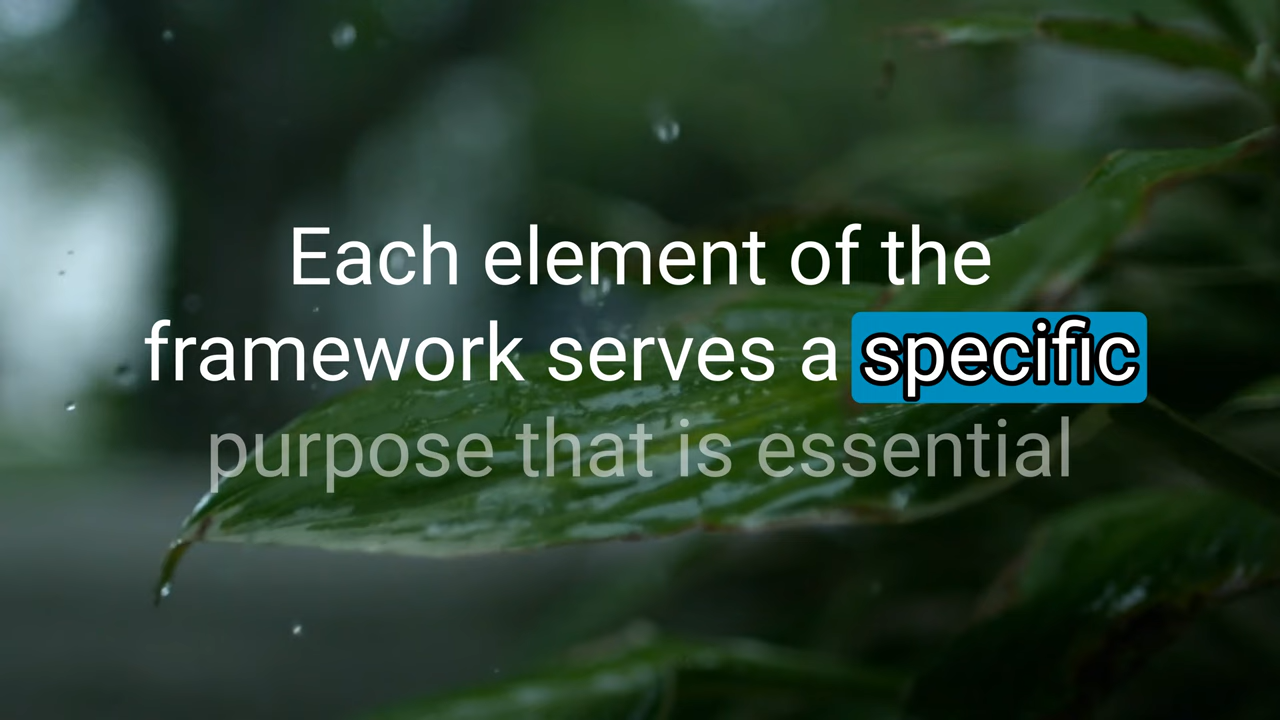 Each element of the
framework serves a specific
purpose that is essential